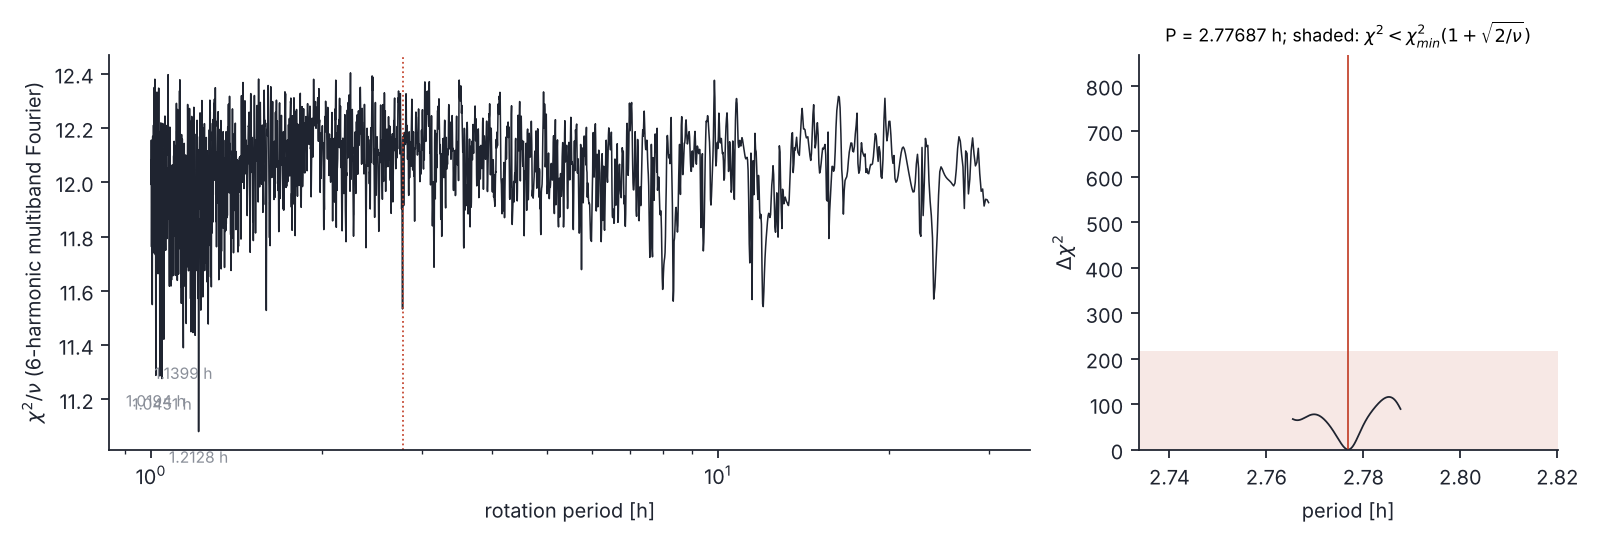 P = 2.77687 h; shaded: χ² < χ²min(1 + √2/ν)
χ²/ν (6-harmonic multiband Fourier)
12.4
12.2
12.0
11.8
11.6
11.4
11.2
1.1399 h
1.0431 h
1.2128 h
10⁰
10¹
rotation period [h]
Δχ²
800
700
600
500
400
300
200
100
0
2.74
2.76
2.78
2.80
2.82
period [h]